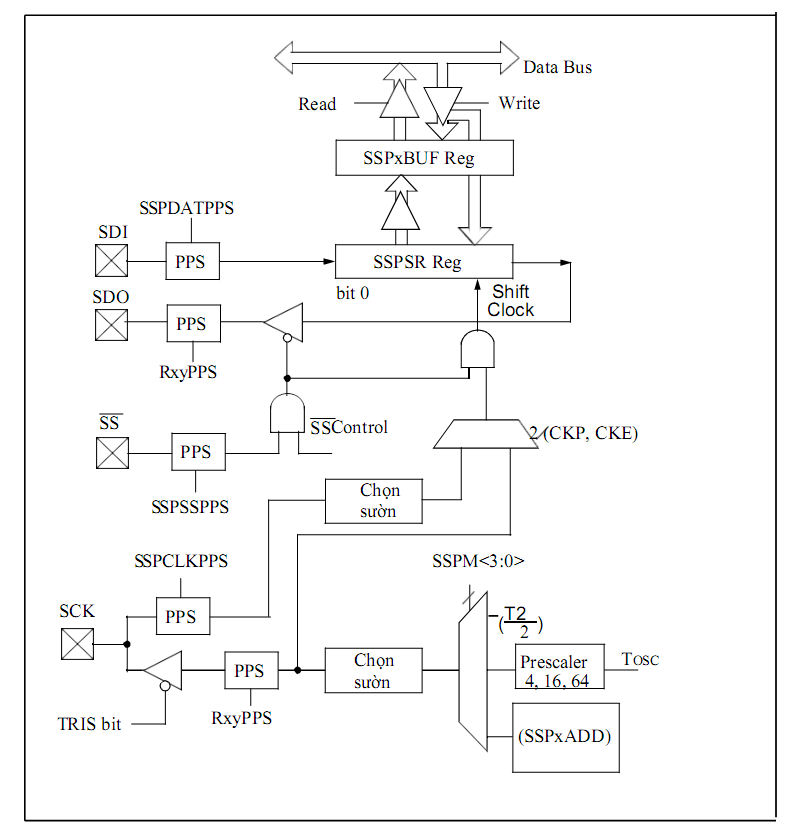 Data Bus
Read
Write
SSPxBUF Reg
SSPDATPPS
SDI
PPS
SSPSR Reg
bit 0
Shift
Clock
SDO
PPS
RxyPPS
SS
SSControl
PPS
SSPSSPPS
2 (CKP, CKE)
Chọn
sườn
SSPCLKPPS
SSPM<3:0>
SCK
PPS
(T2
2 )
PPS
Chọn
sườn
Prescaler
4, 16, 64
TOSC
RxyPPS
TRIS bit
(SSPxADD)